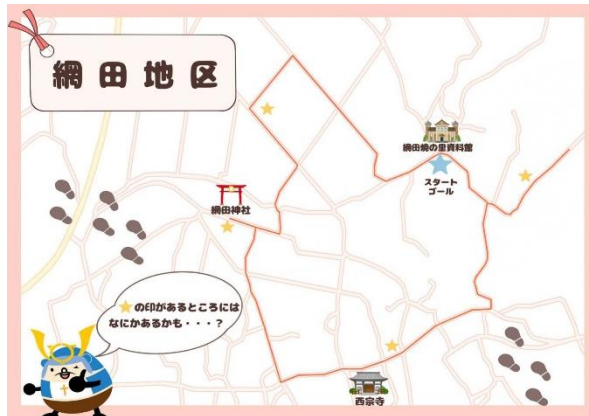 網田地区
網田焼の里資料館
スタート
ゴール
網田神社
★の印があるところには
なにかあるかも・・・?
西宗寺